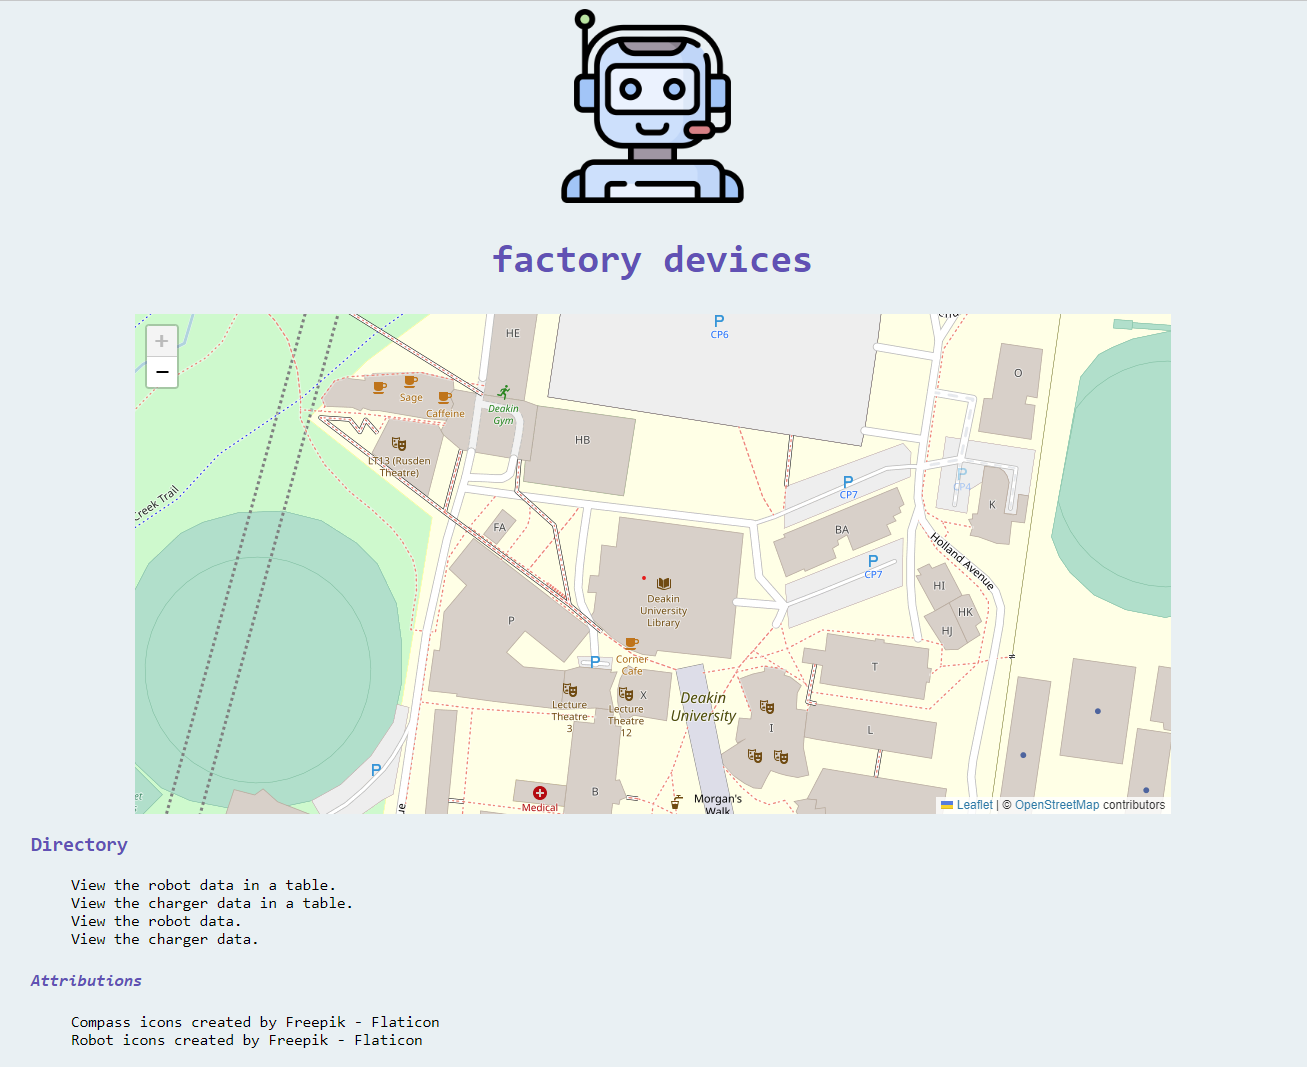 factory devices
+
−
P
CP6
HE
Sage
Caffeine
Deakin
Gym
LT13 (Rusden
Theatre)
HB
O
P
CP7
P
CP4
K
Creek Trail
FA
BA
Holland Avenue
P
CP7
HI
HK
HJ
Deakin
University
Library
P
Corner
Cafe
P
T
Lecture
Theatre
3
X
Lecture
Theatre
12
Deakin
University
I
L
P
B
Medical
Morgan's
Walk
Leaflet | © OpenStreetMap contributors
Directory
View the robot data in a table.
View the charger data in a table.
View the robot data.
View the charger data.
Attributions
Compass icons created by Freepik - Flaticon
Robot icons created by Freepik - Flaticon